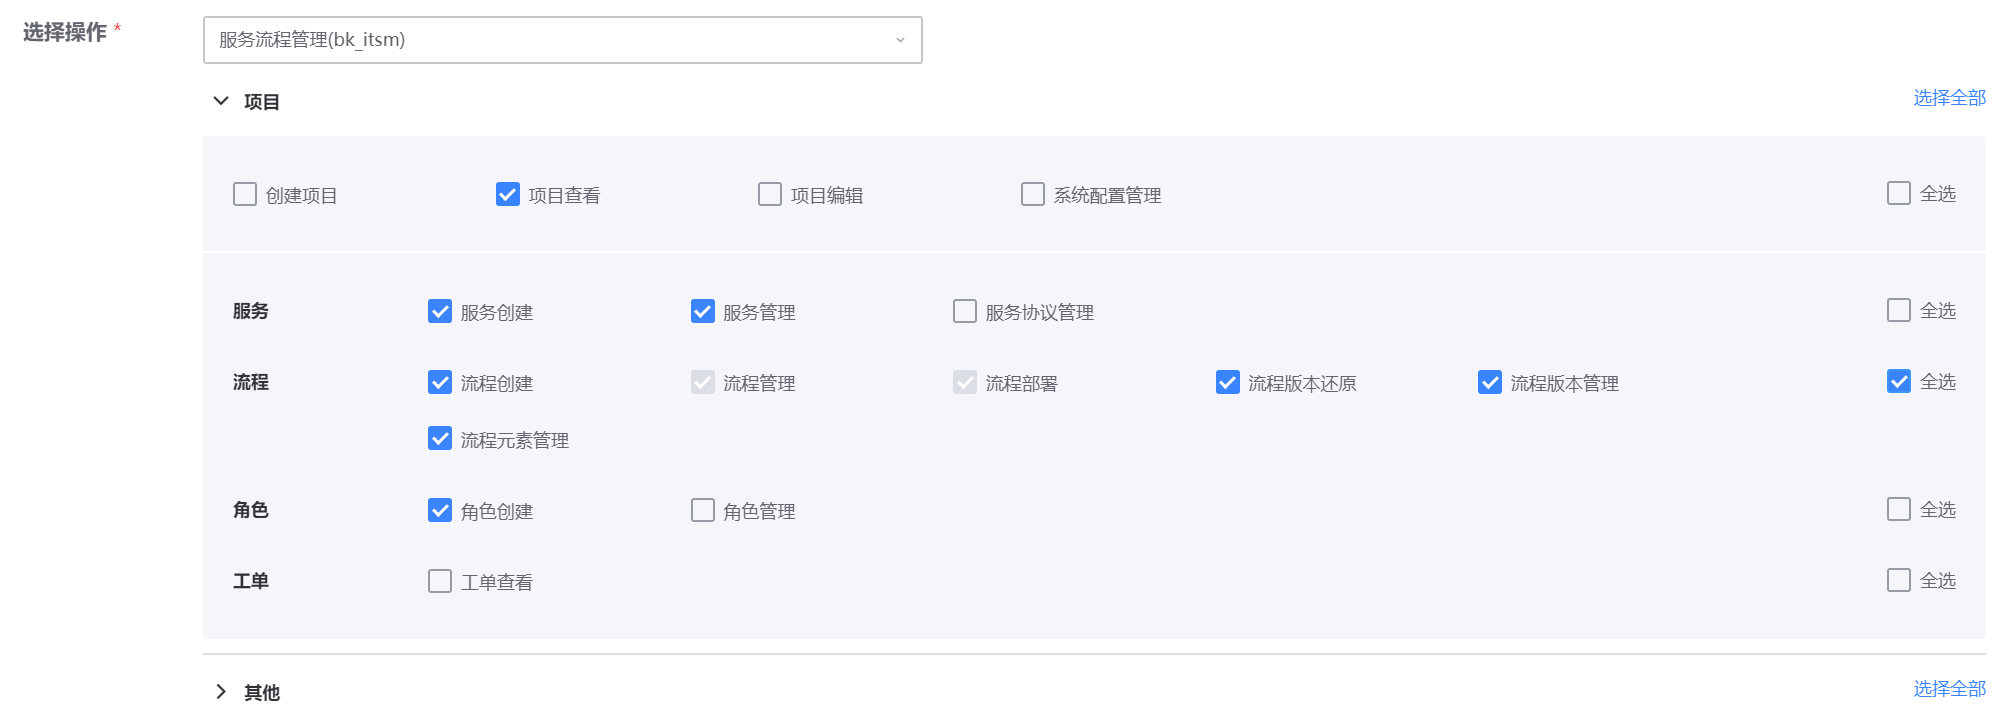 选择操作 *
服务流程管理(bk_itsm)
项目 选择全部
创建项目 项目查看 项目编辑 系统配置管理 全选
服务 服务创建 服务管理 服务协议管理 全选
流程 流程创建 流程管理 流程部署 流程版本还原 流程版本管理 全选
流程元素管理
角色 角色创建 角色管理 全选
工单 工单查看 全选
其他 选择全部